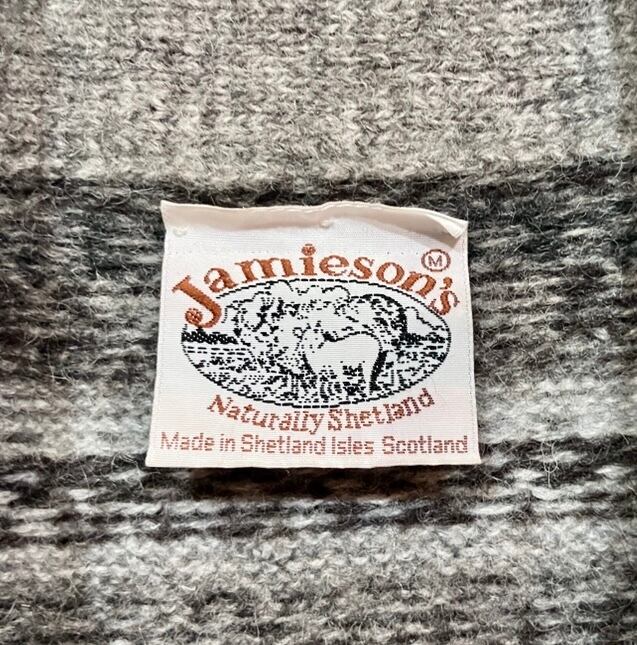 Jamieson's
M
Naturally Shetland
Made in Shetland Isles Scotland